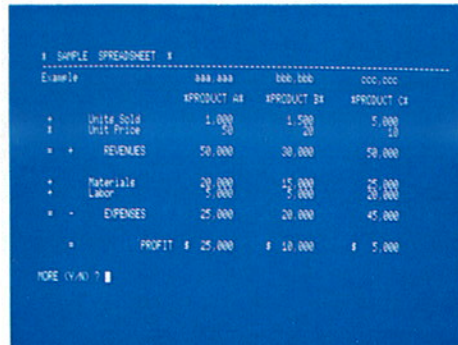 * SAMPLE SPREADSHEET *
Example aaa.aaa bbb.bbb ccc.ccc
*PRODUCT A* *PRODUCT B* *PRODUCT C*
+ Units Sold 1,000 1,500 5,000
* Unit Price 50 20 10
= + REVENUES 50,000 30,000 50,000
+ Materials 20,000 15,000 25,000
+ Labor 5,000 5,000 20,000
= - EXPENSES 25,000 20,000 45,000
= PROFIT $ 25,000 $ 10,000 $ 5,000
MORE (Y/N) ?